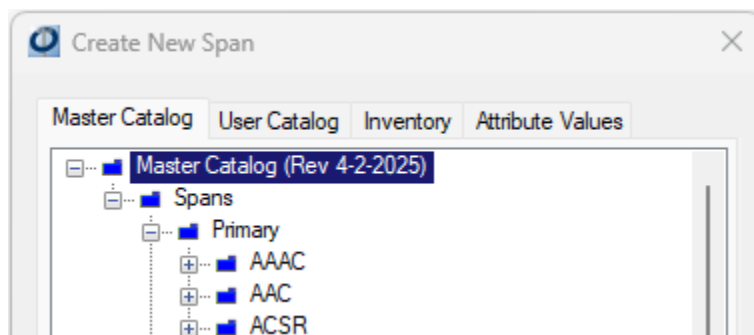 Create New Span
Master Catalog User Catalog Inventory Attribute Values
Master Catalog (Rev 4-2-2025)
Spans
Primary
AAAC
AAC
ACSR